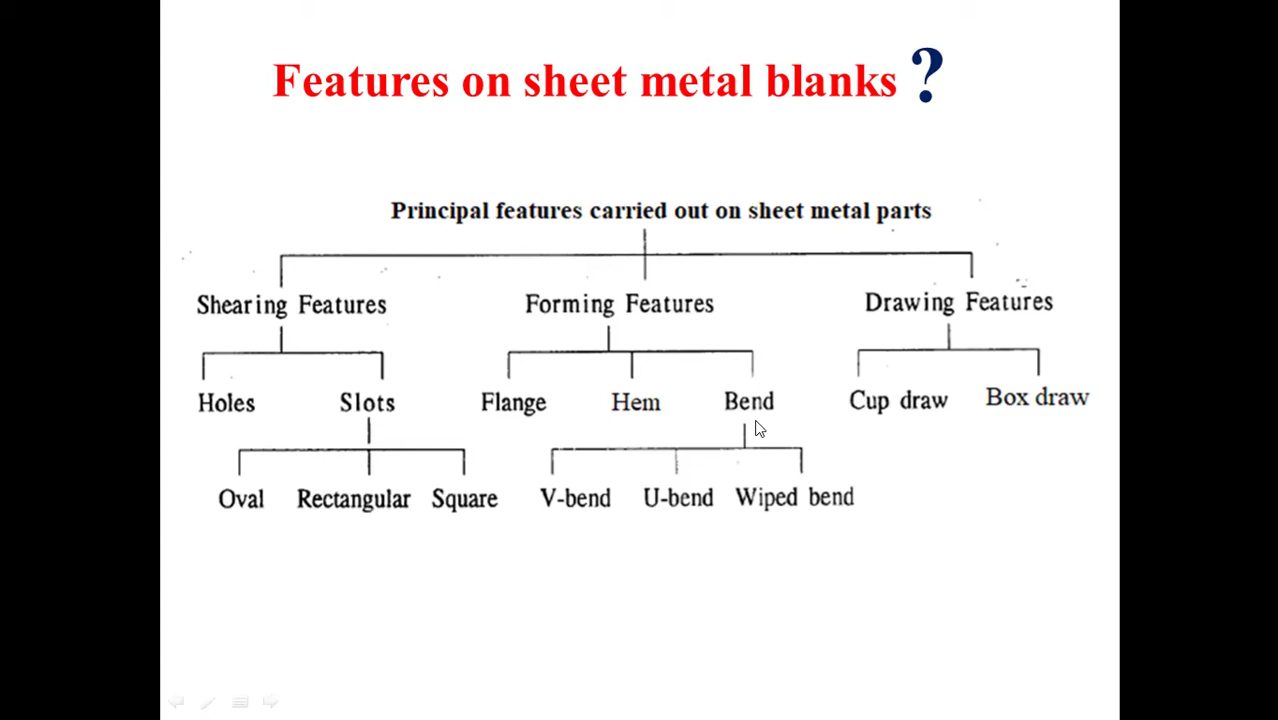 Features on sheet metal blanks ?
Principal features carried out on sheet metal parts
Shearing Features Forming Features Drawing Features
Holes Slots Flange Hem Bend Cup draw Box draw
Oval Rectangular Square V-bend U-bend Wiped bend